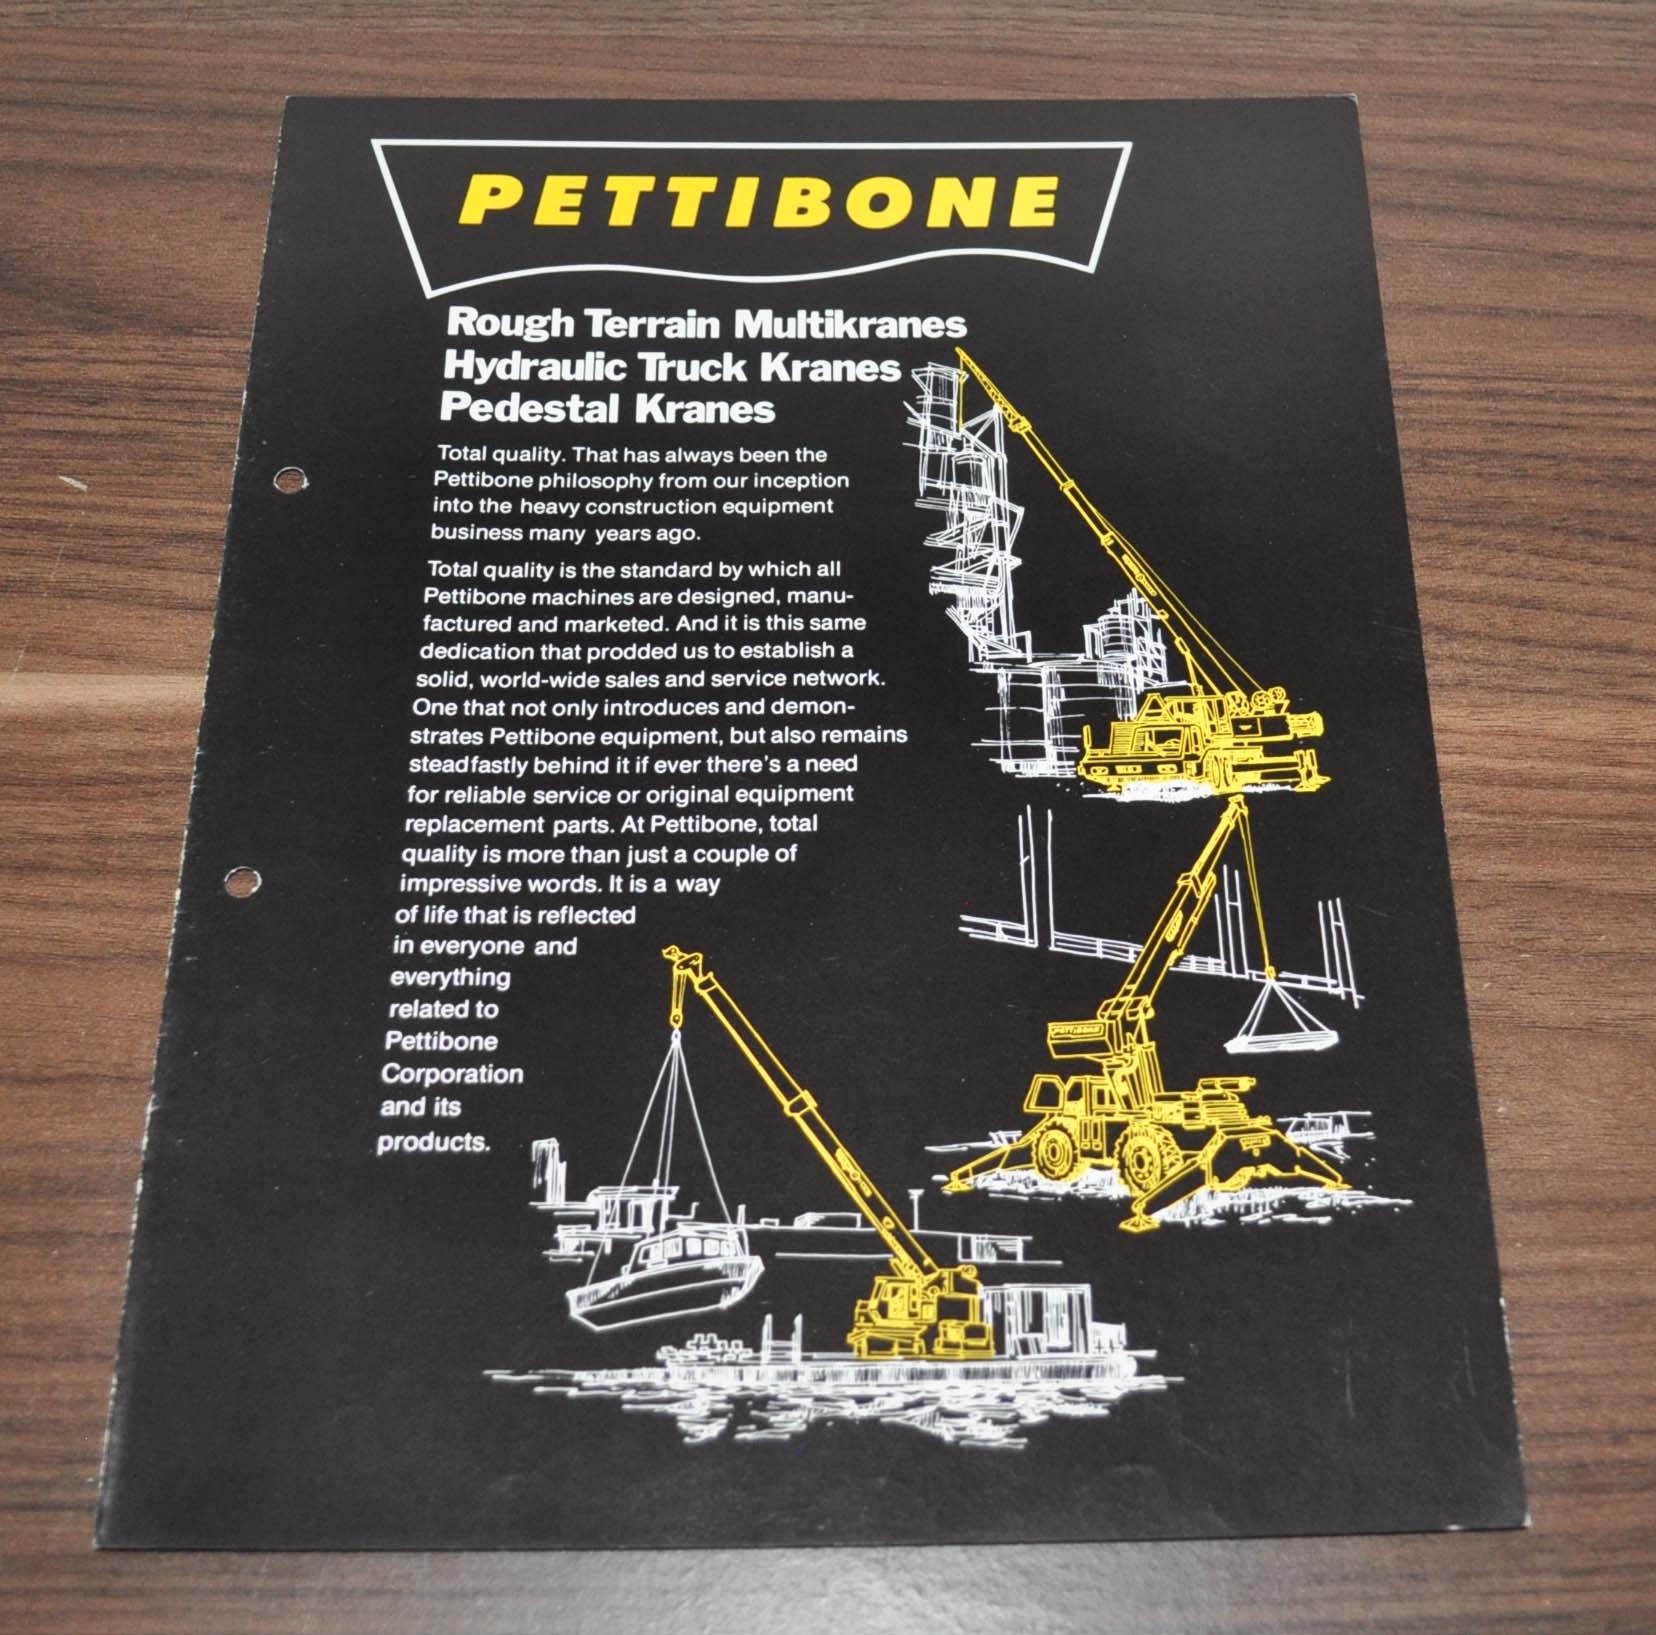 PETTIBONE
Rough Terrain Multikranes
Hydraulic Truck Kranes
Pedestal Kranes
Total quality. That has always been the
Pettibone philosophy from our inception
into the heavy construction equipment
business many years ago.
Total quality is the standard by which all
Pettibone machines are designed, manu-
factured and marketed. And it is this same
dedication that prodded us to establish a
solid, world-wide sales and service network.
One that not only introduces and demon-
strates Pettibone equipment, but also remains
steadfastly behind it if ever there's a need
for reliable service or original equipment
replacement parts. At Pettibone, total
quality is more than just a couple of
impressive words. It is a way
of life that is reflected
in everyone and
everything
related to
Pettibone
Corporation
and its
products.
PETTIBONE